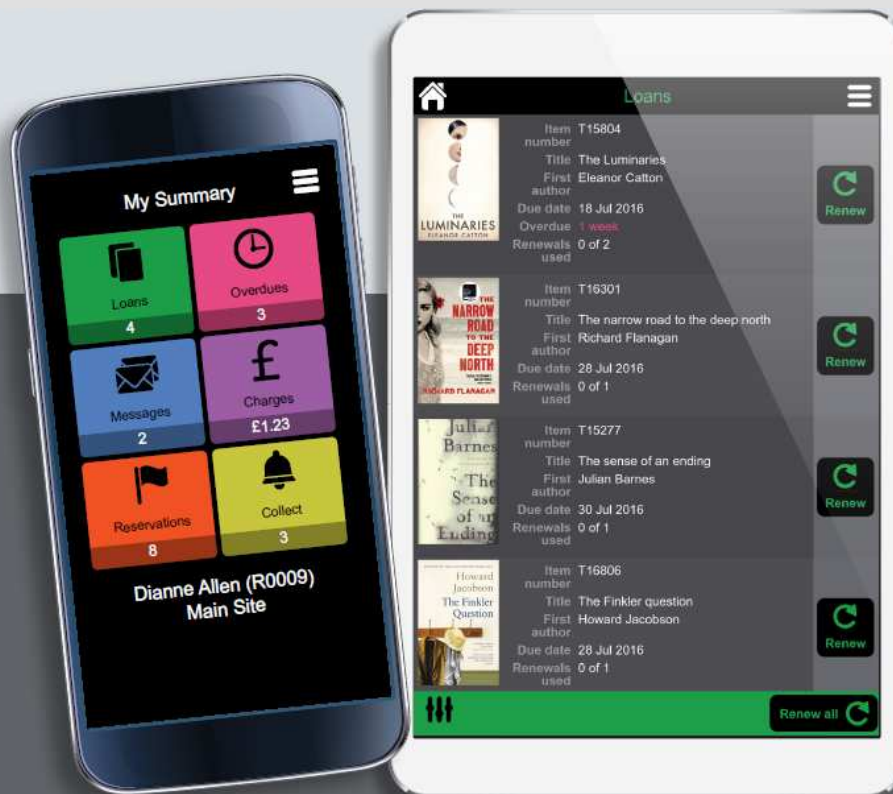 My Summary
Loans
4
Overdues
3
Messages
2
Charges
£1.23
Reservations
8
Collect
3
Dianne Allen (R0009)
Main Site
Loans
THE
LUMINARIES
ELEANOR CATTON
Item number T15804
Title The Luminaries
First author Eleanor Catton
Due date 18 Jul 2016
Overdue 1 week
Renewals used 0 of 2
Renew
THE
NARROW
ROAD
TO THE
DEEP
NORTH
RICHARD FLANAGAN
Item number T16301
Title The narrow road to the deep north
First author Richard Flanagan
Due date 28 Jul 2016
Renewals used 0 of 1
Renew
Julian
Barnes
The
Sense
of an
Ending
Item number T15277
Title The sense of an ending
First author Julian Barnes
Due date 30 Jul 2016
Renewals used 0 of 1
Renew
Howard
Jacobson
The Finkler
Question
Item number T16806
Title The Finkler question
First author Howard Jacobson
Due date 28 Jul 2016
Renewals used 0 of 1
Renew
Renew all